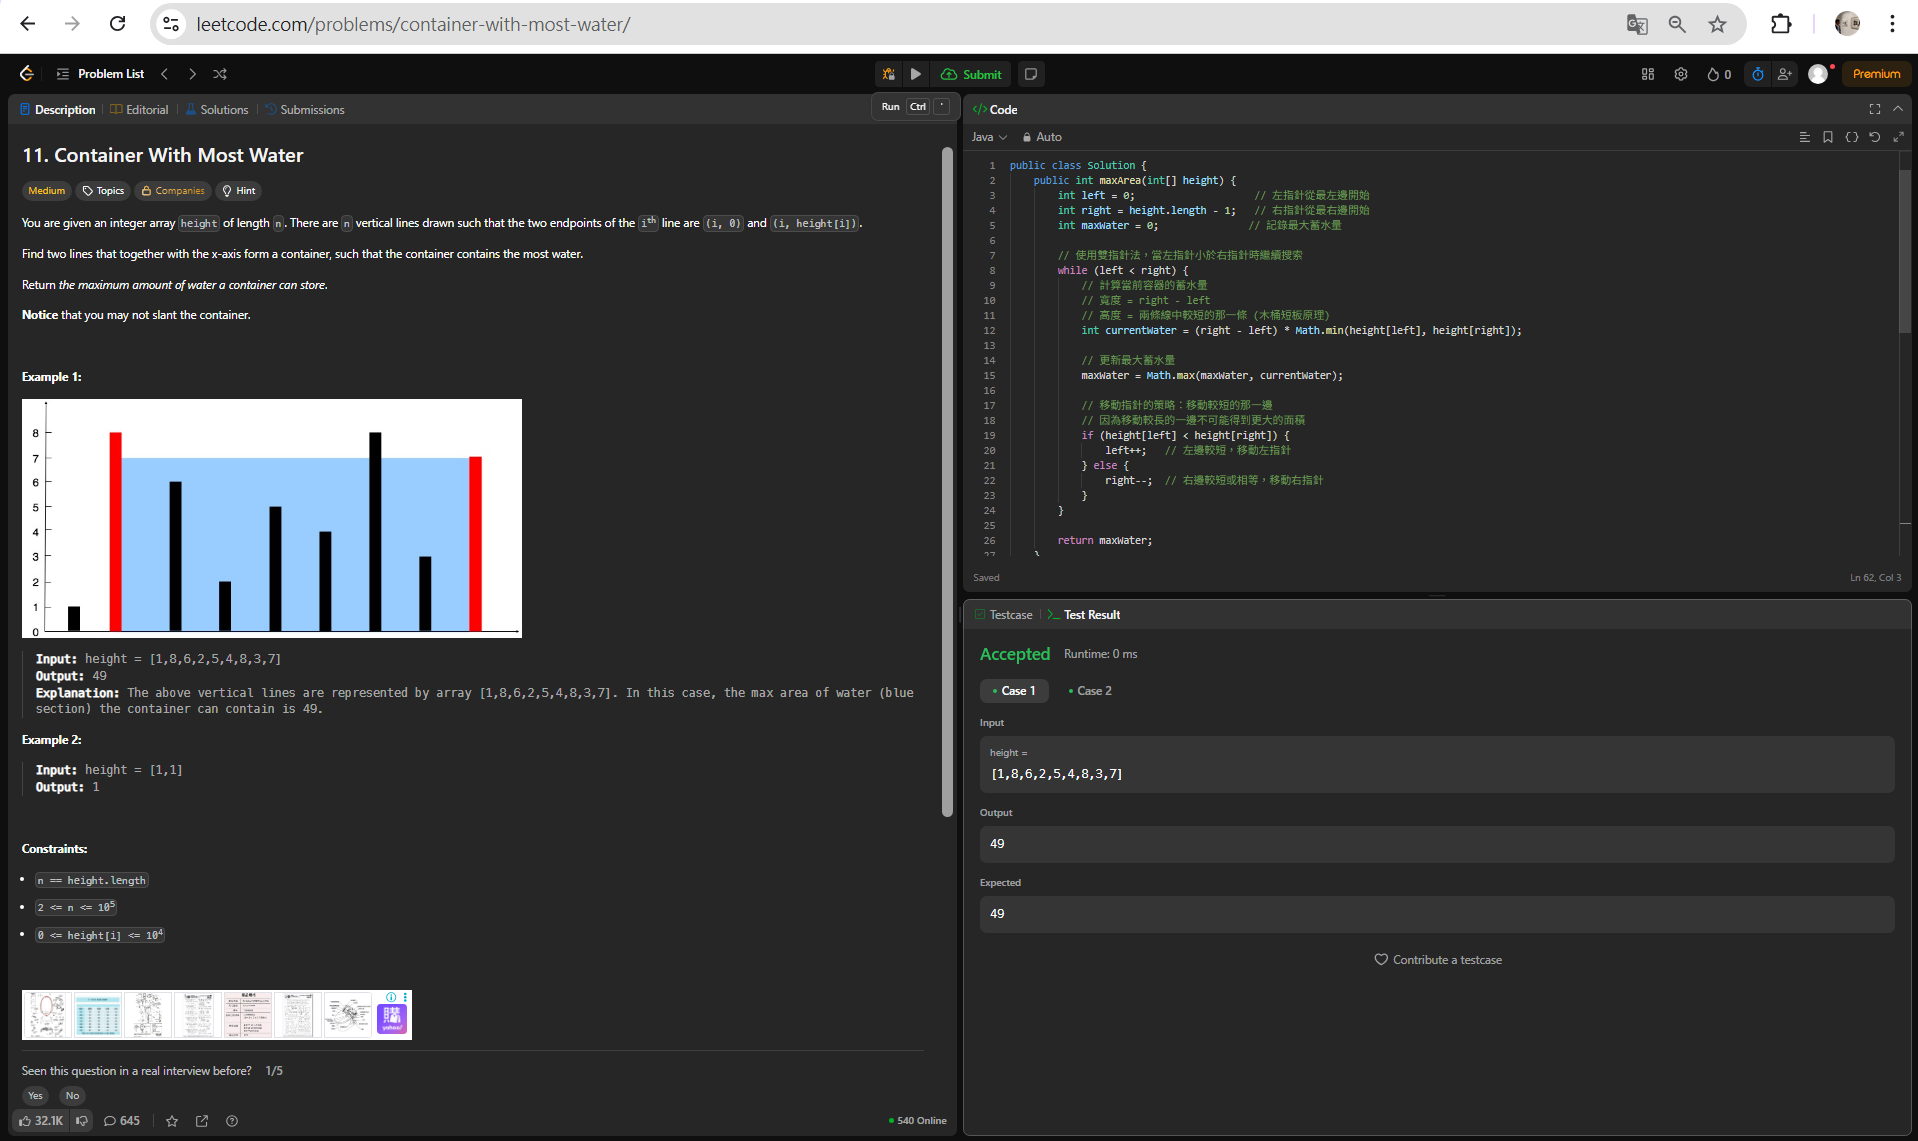 leetcode.com/problems/container-with-most-water/
Problem List
Submit
0
Premium
Description
Editorial
Solutions
Submissions
Run Ctrl '
11. Container With Most Water
Medium
Topics
Companies
Hint
You are given an integer array height of length n. There are n vertical lines drawn such that the two endpoints of the ith line are (i, 0) and (i, height[i]).
Find two lines that together with the x-axis form a container, such that the container contains the most water.
Return the maximum amount of water a container can store.
Notice that you may not slant the container.
Example 1:
8
7
6
5
4
3
2
1
0
Input: height = [1,8,6,2,5,4,8,3,7]
Output: 49
Explanation: The above vertical lines are represented by array [1,8,6,2,5,4,8,3,7]. In this case, the max area of water (blue
section) the container can contain is 49.
Example 2:
Input: height = [1,1]
Output: 1
Constraints:
n == height.length
2 <= n <= 10^5
0 <= height[i] <= 10^4
購
yahoo!
Seen this question in a real interview before? 1/5
Yes
No
32.1K
645
540 Online
</> Code
Java
Auto
1 public class Solution {
2 public int maxArea(int[] height) {
3 int left = 0; // 左指針從最左邊開始
4 int right = height.length - 1; // 右指針從最右邊開始
5 int maxWater = 0; // 記錄最大蓄水量
6
7 // 使用雙指針法，當左指針小於右指針時繼續搜索
8 while (left < right) {
9 // 計算當前容器的蓄水量
10 // 寬度 = right - left
11 // 高度 = 兩條線中較短的那一條 (木桶短板原理)
12 int currentWater = (right - left) * Math.min(height[left], height[right]);
13
14 // 更新最大蓄水量
15 maxWater = Math.max(maxWater, currentWater);
16
17 // 移動指針的策略：移動較短的那一邊
18 // 因為移動較長的一邊不可能得到更大的面積
19 if (height[left] < height[right]) {
20 left++; // 左邊較短，移動左指針
21 } else {
22 right--; // 右邊較短或相等，移動右指針
23 }
24 }
25
26 return maxWater;
27 }
Saved
Ln 62, Col 3
Testcase
Test Result
Accepted
Runtime: 0 ms
Case 1
Case 2
Input
height =
[1,8,6,2,5,4,8,3,7]
Output
49
Expected
49
Contribute a testcase